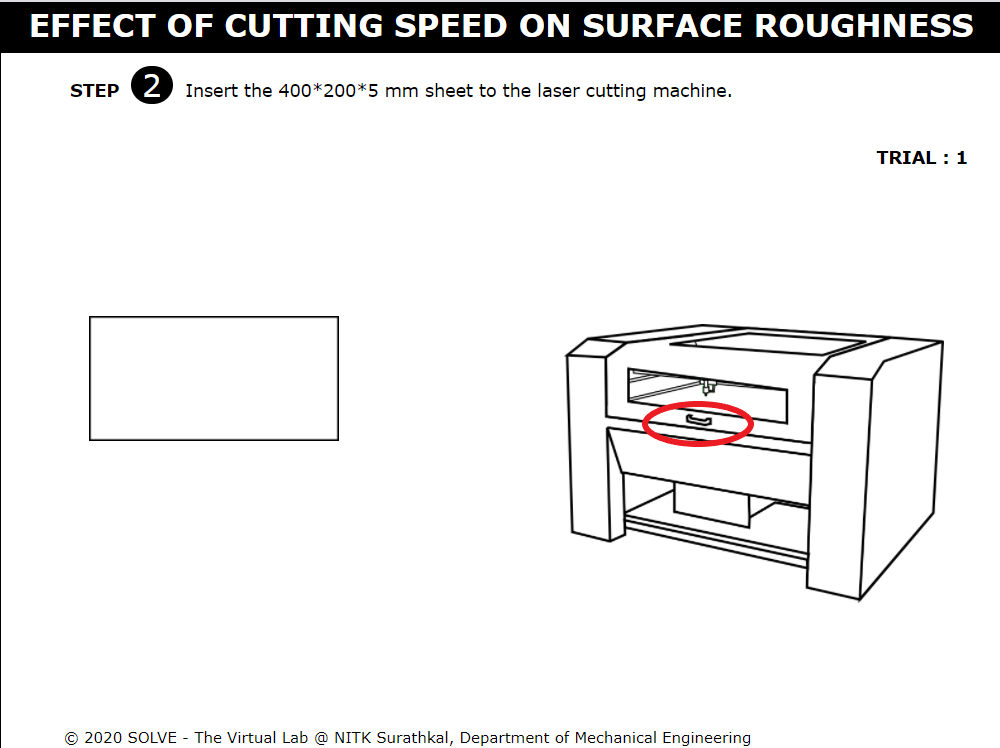 EFFECT OF CUTTING SPEED ON SURFACE ROUGHNESS
STEP 2 Insert the 400*200*5 mm sheet to the laser cutting machine.
TRIAL : 1
© 2020 SOLVE - The Virtual Lab @ NITK Surathkal, Department of Mechanical Engineering